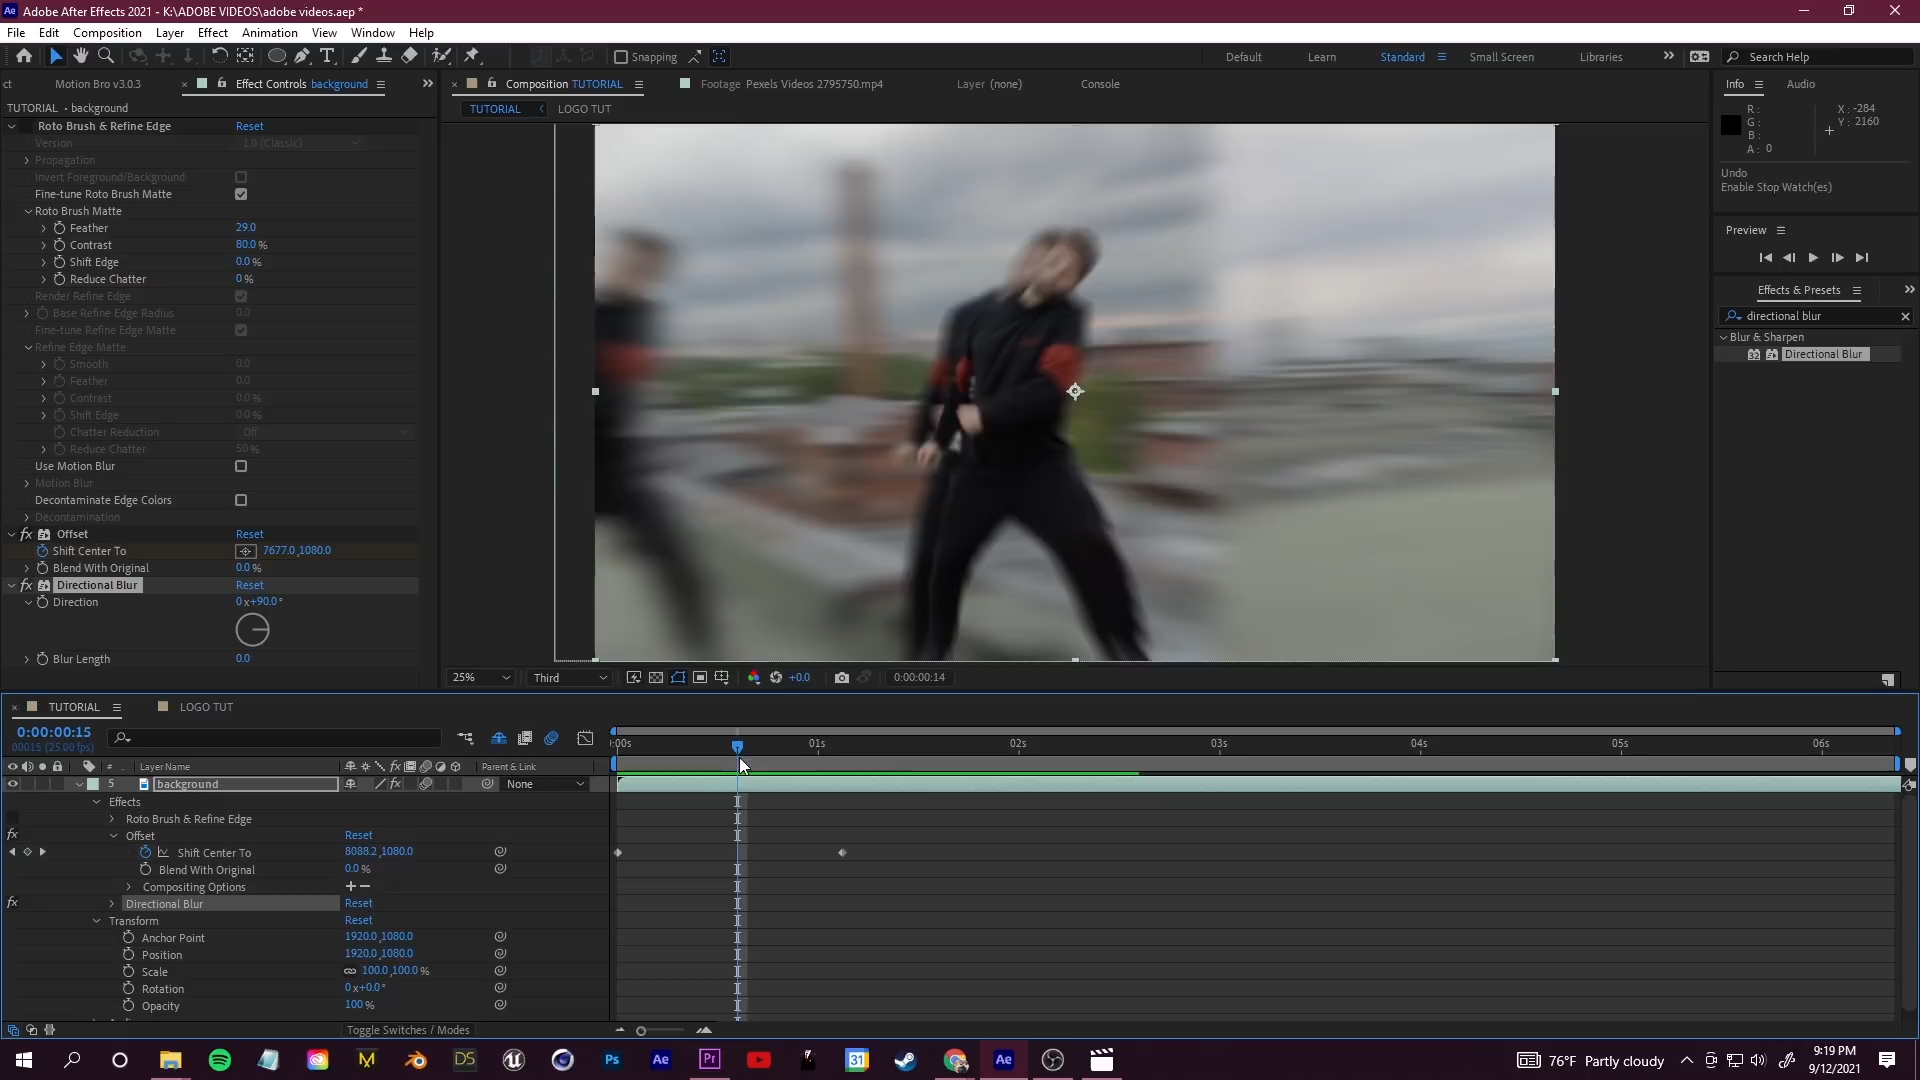 Adobe After Effects 2021 - K:\ADOBE VIDEOS\adobe videos.aep *
File Edit Composition Layer Effect Animation View Window Help
Snapping
Default Learn Standard Small Screen Libraries
Search Help
ct Motion Bro v3.0.3 Effect Controls background
Composition TUTORIAL Footage Pexels Videos 2795750.mp4 Layer (none) Console
TUTORIAL • background
TUTORIAL LOGO TUT
Roto Brush & Refine Edge Reset
Version 1.0 (Classic)
Propagation
Invert Foreground/Background
Fine-tune Roto Brush Matte
Roto Brush Matte
Feather 29.0
Contrast 80.0 %
Shift Edge 0.0 %
Reduce Chatter 0 %
Render Refine Edge
Base Refine Edge Radius 0.0
Fine-tune Refine Edge Matte
Refine Edge Matte
Smooth 0.0
Feather 0.0
Contrast 0.0 %
Shift Edge 0.0 %
Chatter Reduction Off
Reduce Chatter 50 %
Use Motion Blur
Motion Blur
Decontaminate Edge Colors
Decontamination
fx Offset Reset
Shift Center To 7677.0,1080.0
Blend With Original 0.0 %
fx Directional Blur Reset
Direction 0x+90.0°
Blur Length 0.0
25% Third +0.0 0:00:00:14
Info Audio
R :
G :
B :
A : 0
X : -284
Y : 2160
Undo
Enable Stop Watch(es)
Preview
Effects & Presets
directional blur
Blur & Sharpen
32 Directional Blur
TUTORIAL LOGO TUT
0:00:00:15
00015 (25.00 fps)
:00s 01s 02s 03s 04s 05s 06s
# Layer Name Parent & Link
5 background None
Effects
Roto Brush & Refine Edge
fx Offset Reset
Shift Center To 8088.2,1080.0
Blend With Original 0.0 %
Compositing Options + −
fx Directional Blur Reset
Transform Reset
Anchor Point 1920.0,1080.0
Position 1920.0,1080.0
Scale 100.0,100.0 %
Rotation 0x+0.0°
Opacity 100 %
Toggle Switches / Modes
M DS Ps Ae Pr 31 Ae
76°F Partly cloudy
9:19 PM
9/12/2021